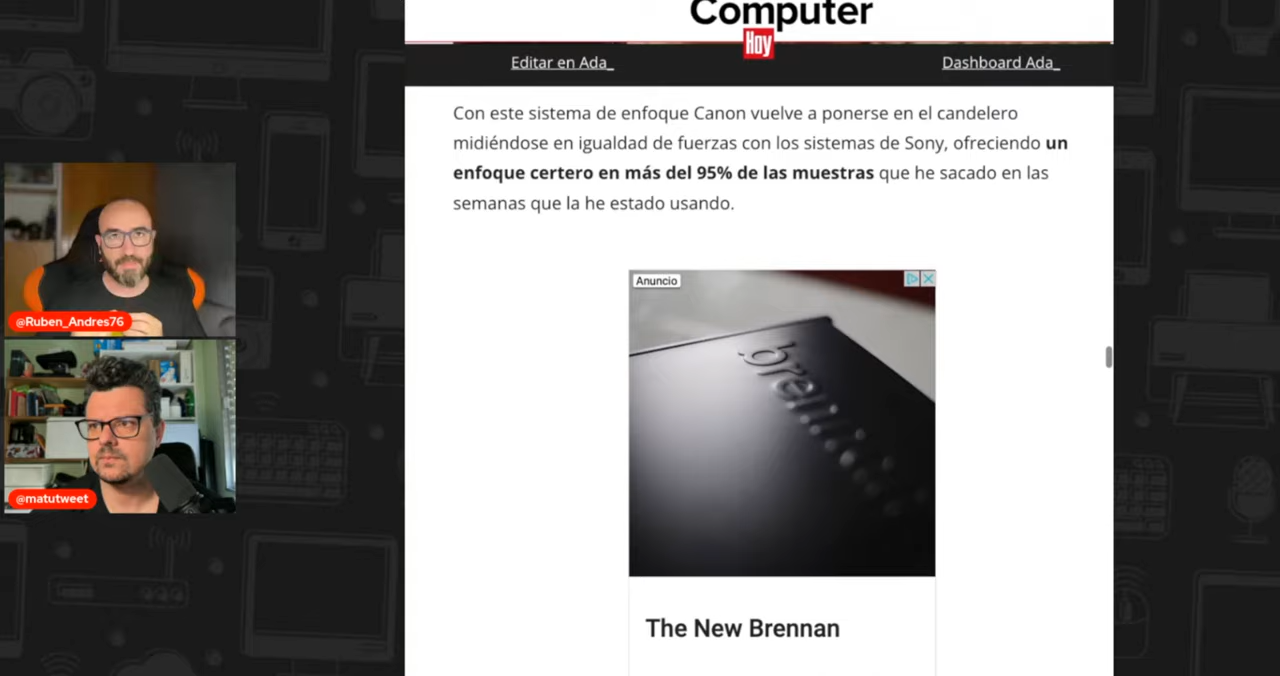 Computer
Hoy
Editar en Ada_
Dashboard Ada_
Con este sistema de enfoque Canon vuelve a ponerse en el candelero
midiéndose en igualdad de fuerzas con los sistemas de Sony, ofreciendo un
enfoque certero en más del 95% de las muestras que he sacado en las
semanas que la he estado usando.
Anuncio
brennan
The New Brennan
@Ruben_Andres76
@matutweet